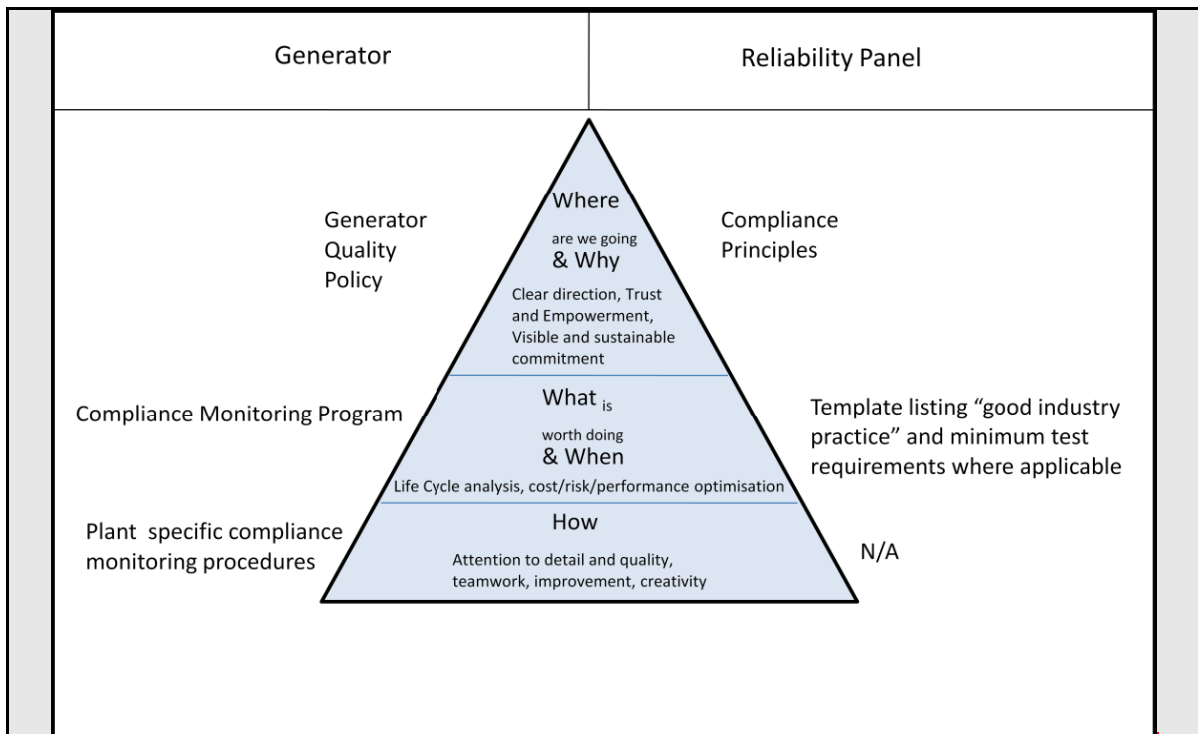 Generator
Reliability Panel
Where
are we going
& Why
Clear direction, Trust
and Empowerment,
Visible and sustainable
commitment
Generator
Quality
Policy
Compliance
Principles
What is
worth doing
& When
Life Cycle analysis, cost/risk/performance optimisation
Compliance Monitoring Program
Template listing “good industry
practice” and minimum test
requirements where applicable
How
Attention to detail and quality,
teamwork, improvement, creativity
Plant specific compliance
monitoring procedures
N/A